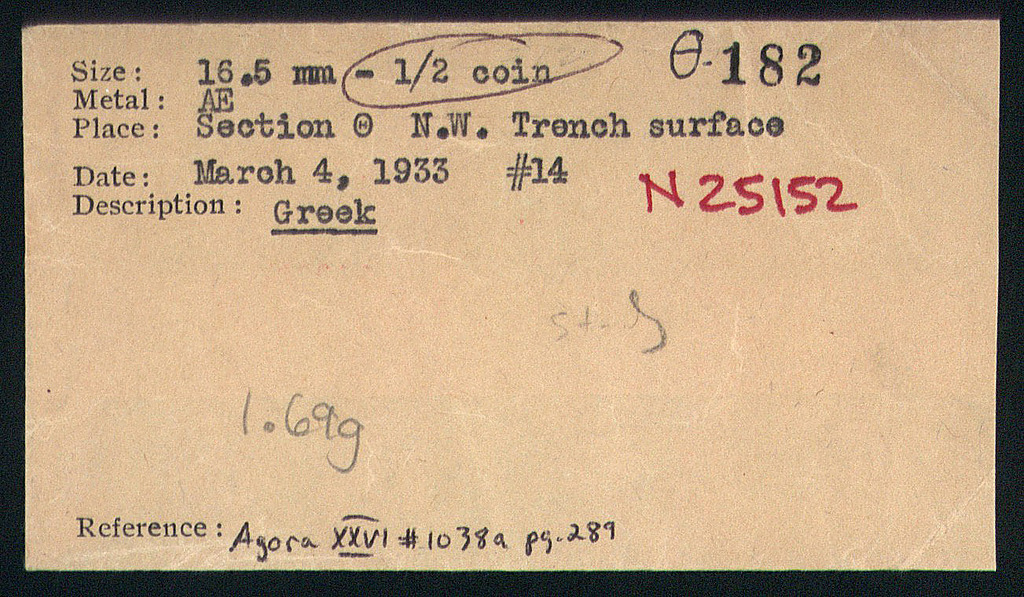 Size: 16.5 mm - 1/2 coin Θ-182
Metal: AE
Place: Section Θ N.W. Trench surface
Date: March 4, 1933 #14
N25152
Description: Greek
1.69g
Reference: Agora XXVI #1038a pg.289